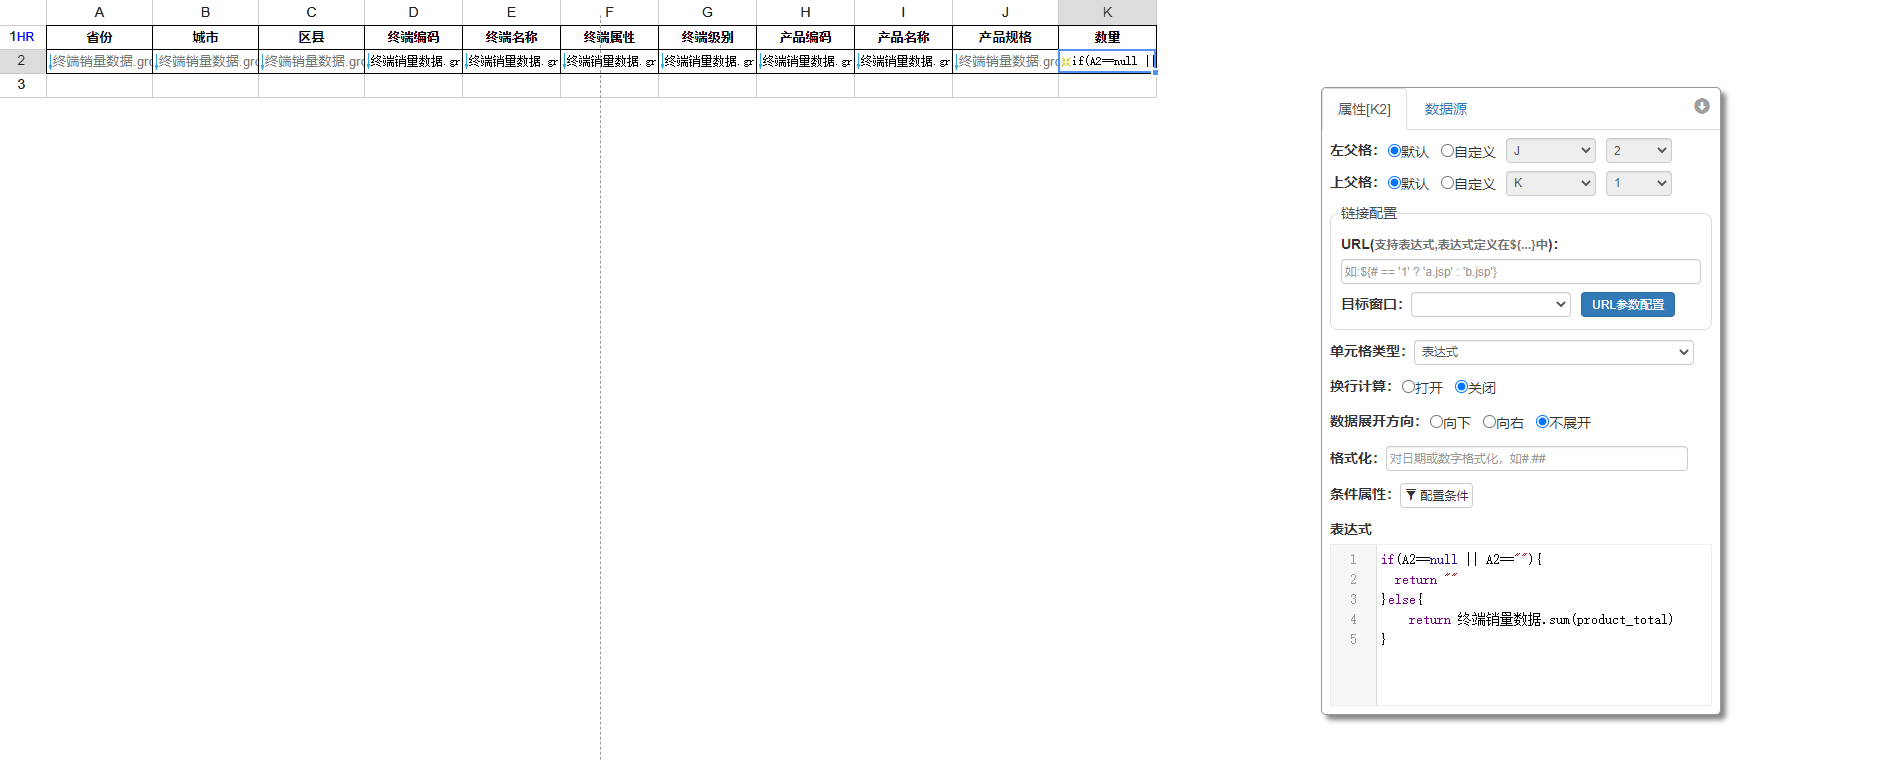 A B C D E F G H I J K
1HR 省份 城市 区县 终端编码 终端名称 终端属性 终端级别 产品编码 产品名称 产品规格 数量
2 终端销量数据.gro 终端销量数据.gro 终端销量数据.gro 终端销量数据.gr 终端销量数据.gr 终端销量数据.gr 终端销量数据.gr 终端销量数据.gr 终端销量数据.gr 终端销量数据.gro if(A2==null ||
3
属性[K2] 数据源
左父格： 默认 自定义 J 2
上父格： 默认 自定义 K 1
链接配置
URL(支持表达式,表达式定义在${...}中)：
如:${# == '1' ? 'a.jsp' : 'b.jsp'}
目标窗口： URL参数配置
单元格类型： 表达式
换行计算： 打开 关闭
数据展开方向： 向下 向右 不展开
格式化： 对日期或数字格式化，如#.##
条件属性： 配置条件
表达式
1 if(A2==null || A2==""){
2 return ""
3 }else{
4 return 终端销量数据.sum(product_total)
5 }